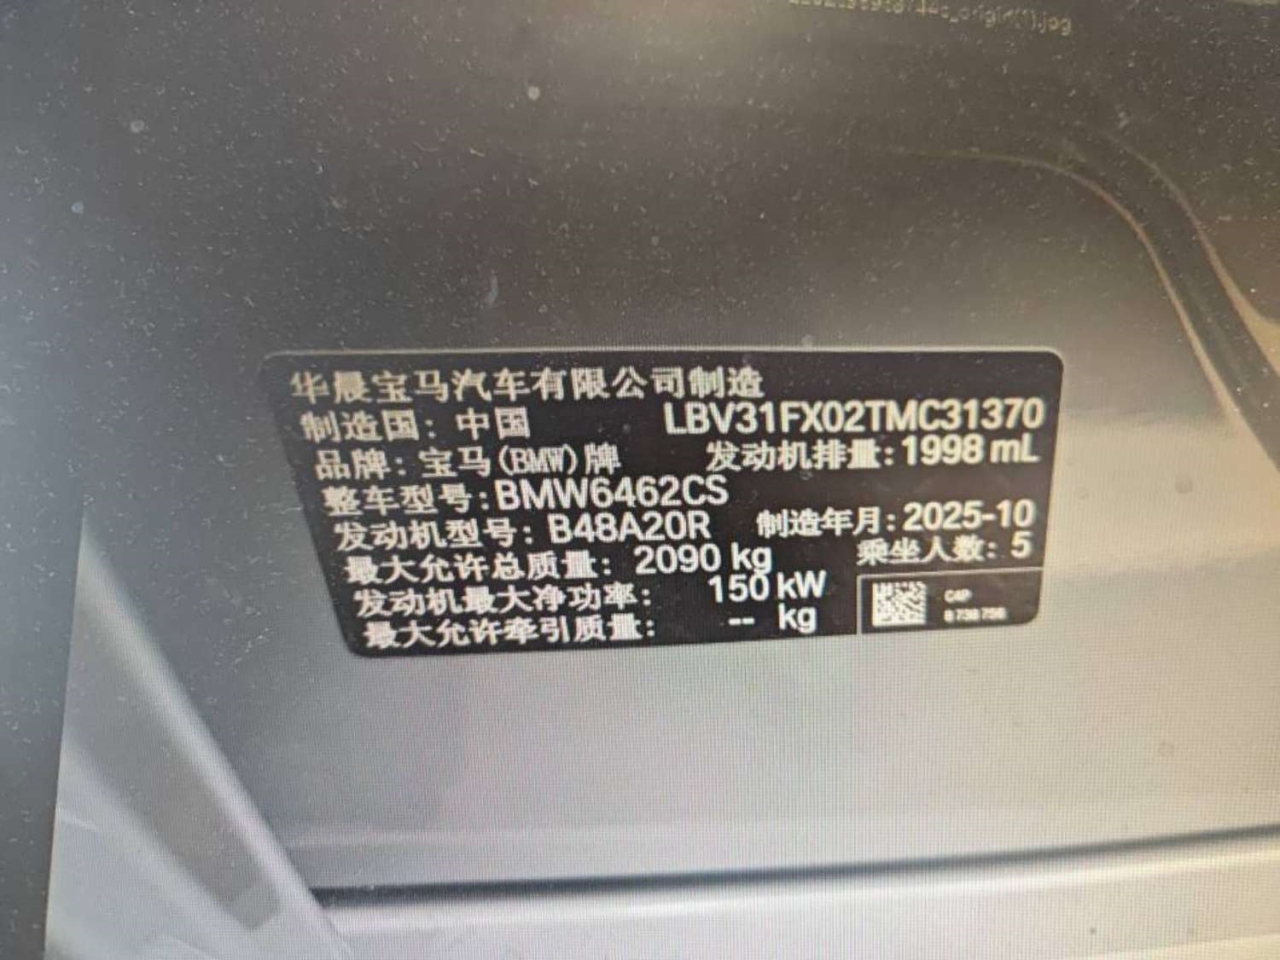 华晨宝马汽车有限公司制造
制造国：中国 LBV31FX02TMC31370
品牌：宝马(BMW)牌 发动机排量:1998 mL
整车型号:BMW6462CS
发动机型号：B48A20R 制造年月：2025-10
最大允许总质量：2090 kg 乘坐人数：5
发动机最大净功率：150 kW
最大允许牵引质量：-- kg
C4P